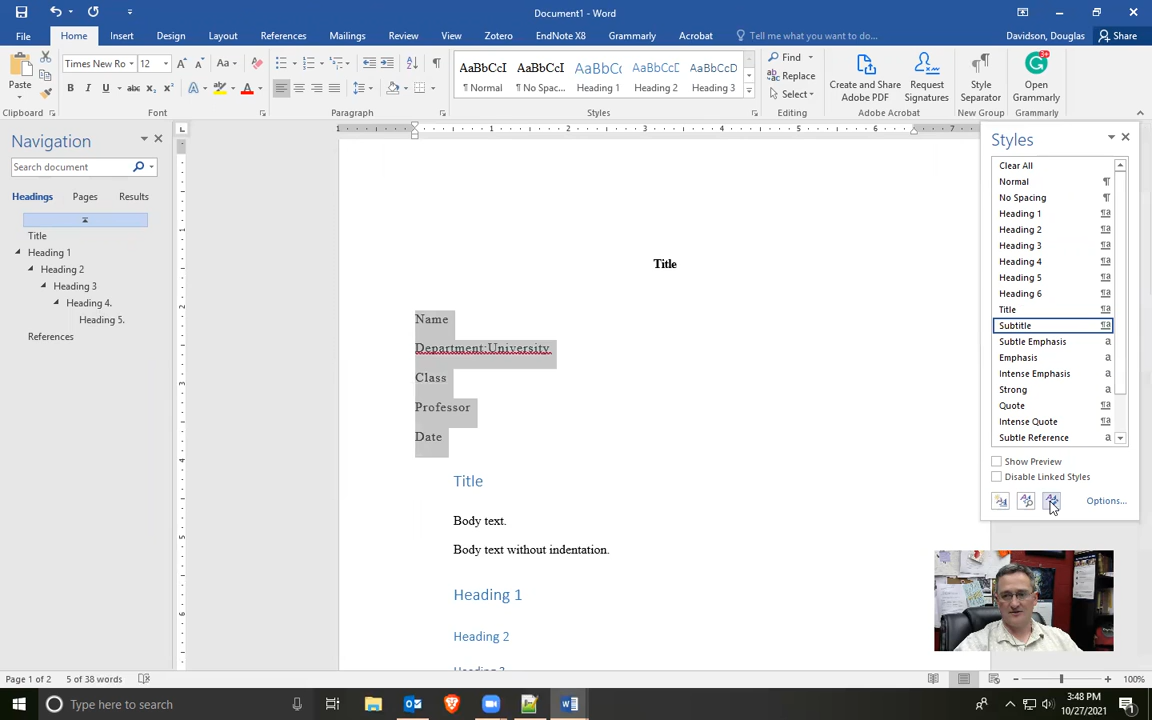 Document1 - Word
Davidson, Douglas
Share
File
Home
Insert
Design
Layout
References
Mailings
Review
View
Zotero
EndNote X8
Grammarly
Acrobat
Tell me what you want to do...
Paste
Clipboard
Times New Ro
12
Font
Paragraph
AaBbCcI
¶ Normal
AaBbCcI
¶ No Spac...
AaBbCc
Heading 1
AaBbCcD
Heading 2
AaBbCcD
Heading 3
Styles
Find
Replace
Select
Editing
Create and Share
Adobe PDF
Request
Signatures
Adobe Acrobat
Style
Separator
New Group
Open
Grammarly
Grammarly
Navigation
Search document
Headings
Pages
Results
Title
Heading 1
Heading 2
Heading 3
Heading 4.
Heading 5.
References
1 1 2 3 4 5 6 7
Title
Name
Department:University
Class
Professor
Date
Title
Body text.
Body text without indentation.
Heading 1
Heading 2
Styles
Clear All
Normal
No Spacing
Heading 1
Heading 2
Heading 3
Heading 4
Heading 5
Heading 6
Title
Subtitle
Subtle Emphasis
Emphasis
Intense Emphasis
Strong
Quote
Intense Quote
Subtle Reference
Show Preview
Disable Linked Styles
Options...
Page 1 of 2
5 of 38 words
100%
Type here to search
3:48 PM
10/27/2021